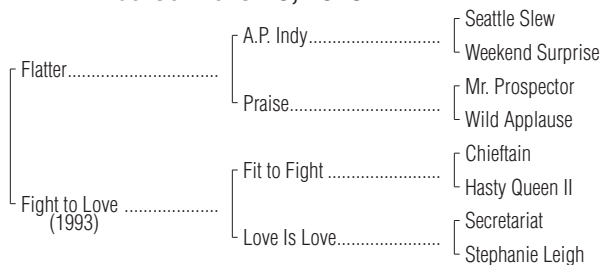 Seattle Slew
A.P. Indy
Weekend Surprise
Flatter
Mr. Prospector
Praise
Wild Applause
Chieftain
Fit to Fight
Hasty Queen II
Fight to Love
(1993)
Secretariat
Love Is Love
Stephanie Leigh